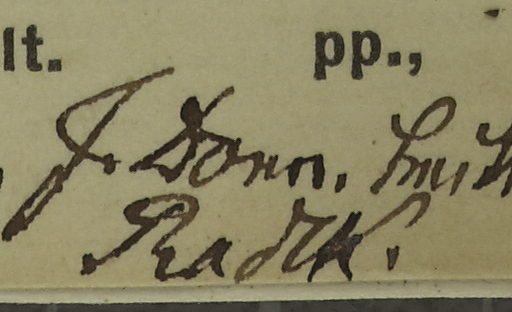 lt. pp.,
J. Donn. Smith
Radlk.